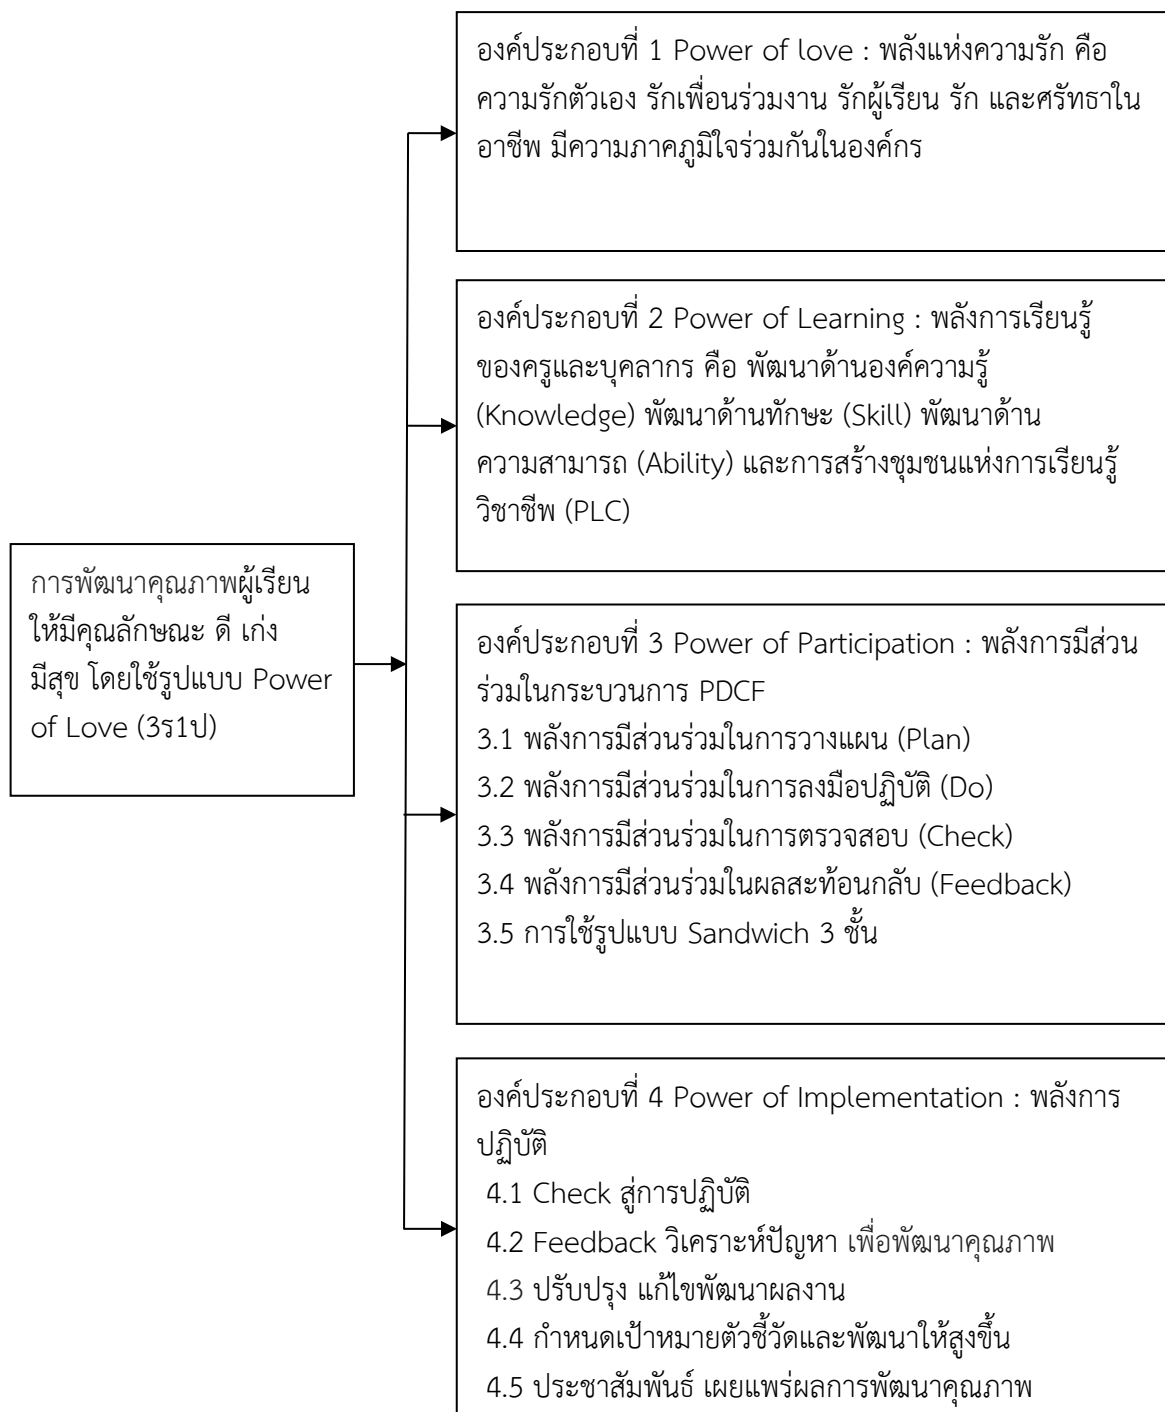 องค์ประกอบที่ 1 Power of love : พลังแห่งความรัก คือ
ความรักตัวเอง รักเพื่อนร่วมงาน รักผู้เรียน รัก และศรัทธาใน
อาชีพ มีความภาคภูมิใจร่วมกันในองค์กร
องค์ประกอบที่ 2 Power of Learning : พลังการเรียนรู้
ของครูและบุคลากร คือ พัฒนาด้านองค์ความรู้
(Knowledge) พัฒนาด้านทักษะ (Skill) พัฒนาด้าน
ความสามารถ (Ability) และการสร้างชุมชนแห่งการเรียนรู้
วิชาชีพ (PLC)
การพัฒนาคุณภาพผู้เรียน
ให้มีคุณลักษณะ ดี เก่ง
มีสุข โดยใช้รูปแบบ Power
of Love (3ร1ป)
องค์ประกอบที่ 3 Power of Participation : พลังการมีส่วน
ร่วมในกระบวนการ PDCF
3.1 พลังการมีส่วนร่วมในการวางแผน (Plan)
3.2 พลังการมีส่วนร่วมในการลงมือปฏิบัติ (Do)
3.3 พลังการมีส่วนร่วมในการตรวจสอบ (Check)
3.4 พลังการมีส่วนร่วมในผลสะท้อนกลับ (Feedback)
3.5 การใช้รูปแบบ Sandwich 3 ชั้น
องค์ประกอบที่ 4 Power of Implementation : พลังการ
ปฏิบัติ
4.1 Check สู่การปฏิบัติ
4.2 Feedback วิเคราะห์ปัญหา เพื่อพัฒนาคุณภาพ
4.3 ปรับปรุง แก้ไขพัฒนาผลงาน
4.4 กำหนดเป้าหมายตัวชี้วัดและพัฒนาให้สูงขึ้น
4.5 ประชาสัมพันธ์ เผยแพร่ผลการพัฒนาคุณภาพ